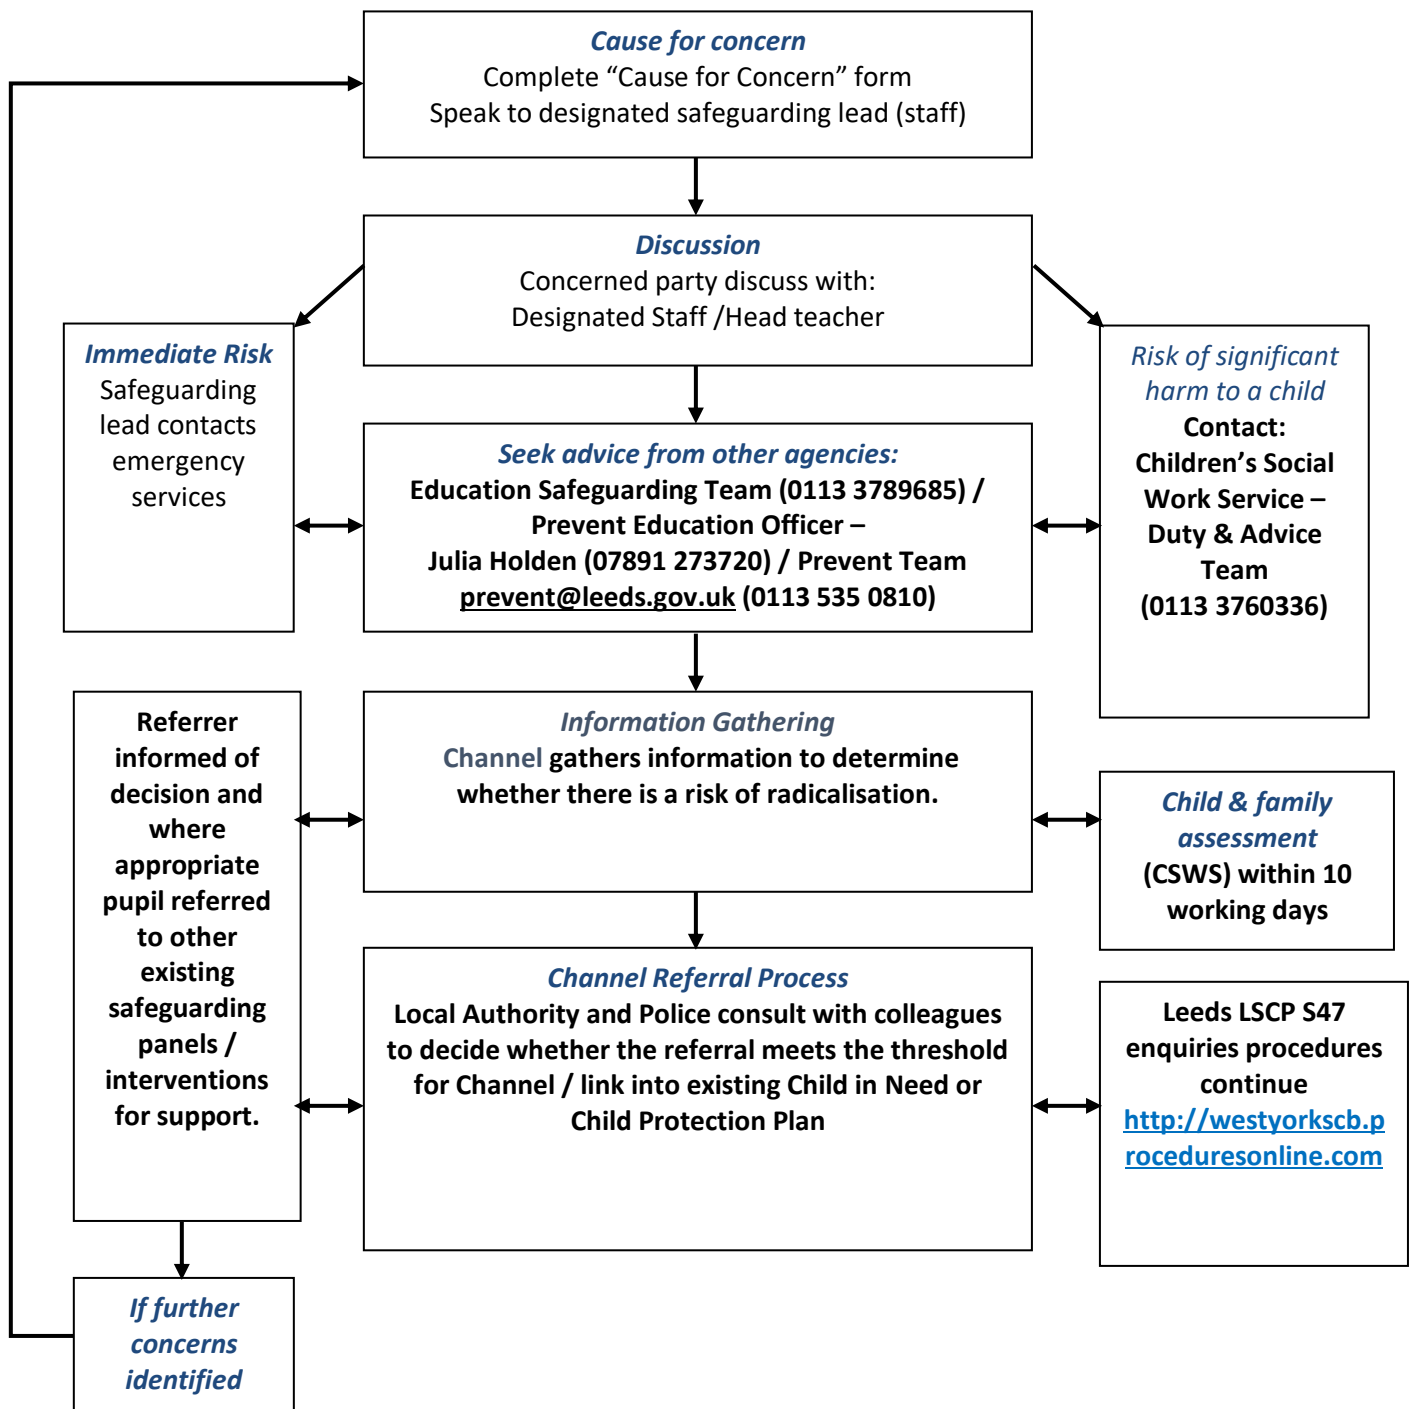 Cause for concern
Complete “Cause for Concern” form
Speak to designated safeguarding lead (staff)
Discussion
Concerned party discuss with:
Designated Staff /Head teacher
Immediate Risk
Safeguarding
lead contacts
emergency
services
Seek advice from other agencies:
Education Safeguarding Team (0113 3789685) /
Prevent Education Officer –
Julia Holden (07891 273720) / Prevent Team
prevent@leeds.gov.uk (0113 535 0810)
Risk of significant
harm to a child
Contact:
Children’s Social
Work Service –
Duty & Advice
Team
(0113 3760336)
Referrer
informed of
decision and
where
appropriate
pupil referred
to other
existing
safeguarding
panels /
interventions
for support.
Information Gathering
Channel gathers information to determine
whether there is a risk of radicalisation.
Child & family
assessment
(CSWS) within 10
working days
Channel Referral Process
Local Authority and Police consult with colleagues
to decide whether the referral meets the threshold
for Channel / link into existing Child in Need or
Child Protection Plan
Leeds LSCP S47
enquiries procedures
continue
http://westyorkscb.p
roceduresonline.com
If further
concerns
identified